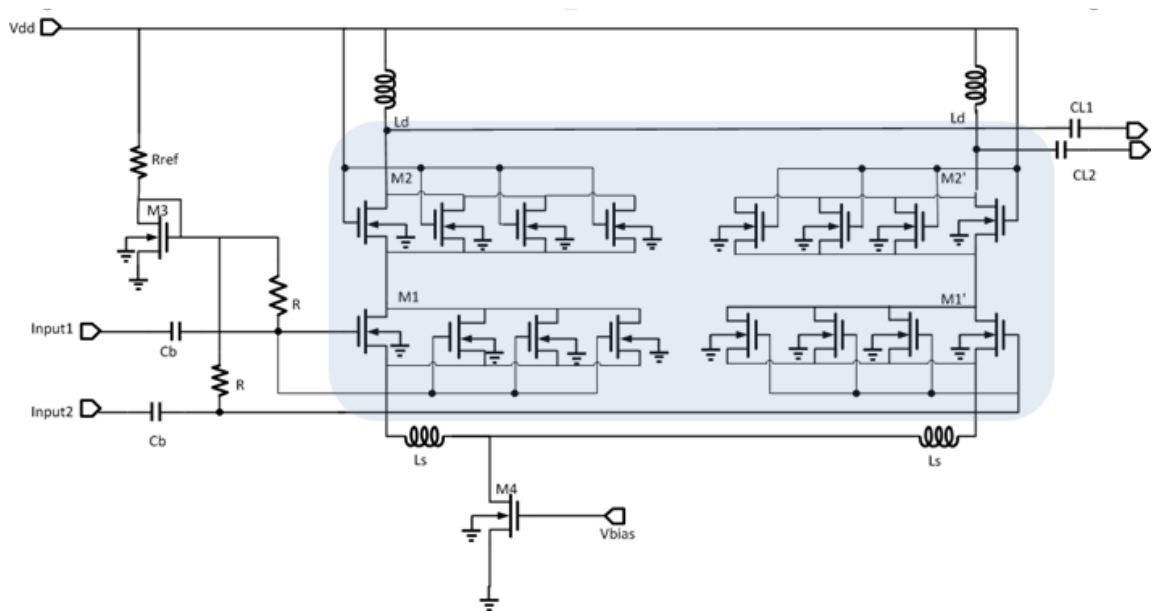 Vdd
CL1
Ld
Ld
CL2
Rref
M2
M2'
M3
R
M1
M1'
Input1
Cb
R
Input2
Cb
Ls
Ls
M4
Vbias